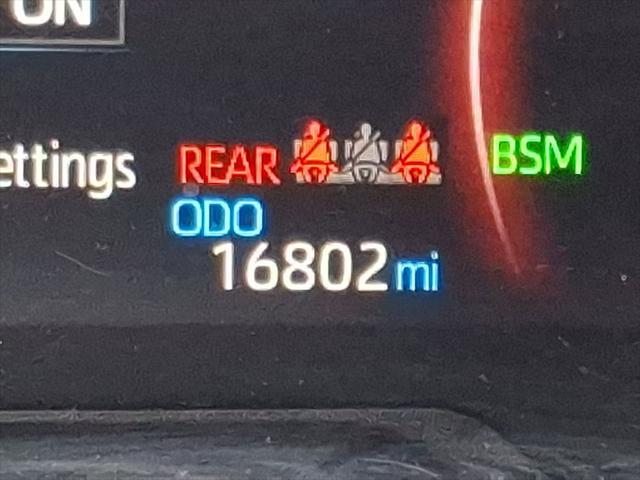 ON
ettings
REAR
BSM
ODO
16802 mi